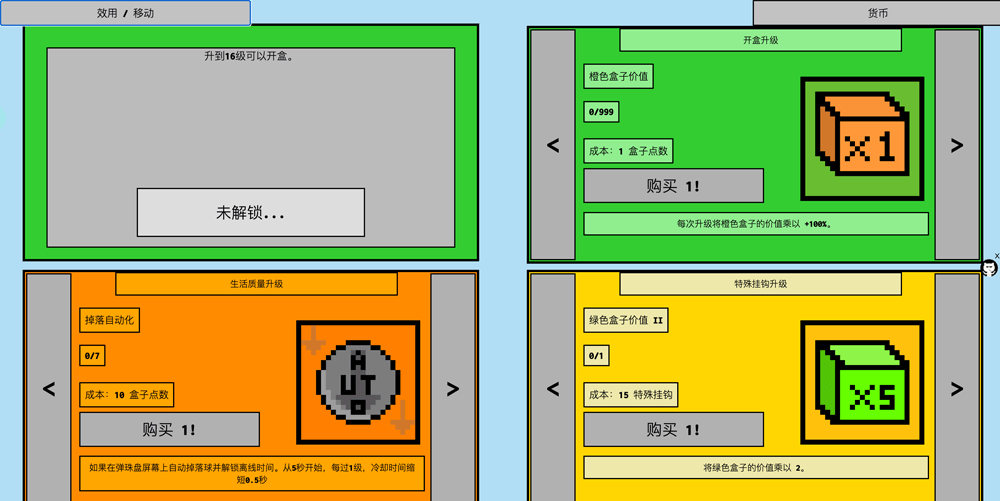 效用 / 移动
货币
升到16级可以开盒。
未解锁...
开盒升级
橙色盒子价值
0/999
成本: 1 盒子点数
购买 1!
每次升级将橙色盒子的价值乘以 +100%。
<
>
×1
x
生活质量升级
掉落自动化
0/7
成本: 10 盒子点数
购买 1!
如果在弹珠盘屏幕上自动掉落球并解锁离线时间。从5秒开始，每过1级，冷却时间缩
短0.5秒
<
>
A
UT
O
特殊挂钩升级
绿色盒子价值 II
0/1
成本: 15 特殊挂钩
购买 1!
将绿色盒子的价值乘以 2。
<
>
×5